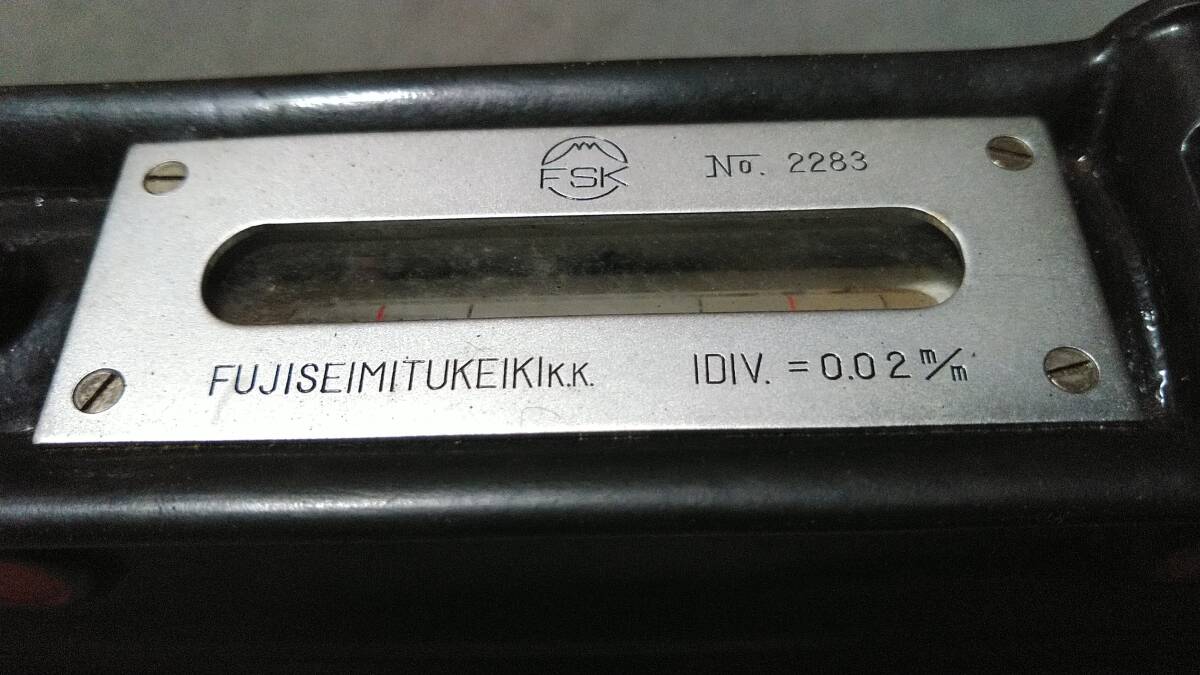 FSK
No. 2283
FUJISEIMITUKEIKI K.K.
1DIV. = 0.02 m/m